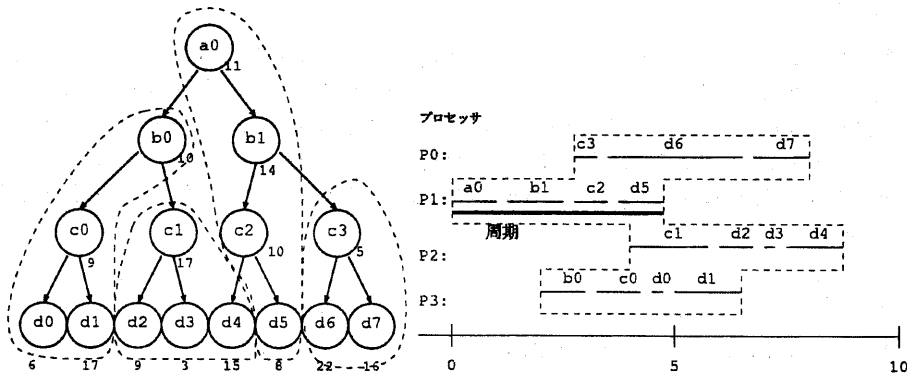 a0
11
b0
10
b1
14
c0
9
c1
17
c2
10
c3
5
d0 d1 d2 d3 d4 d5 d6 d7
6 17 9 3 15 8 22 16
プロセッサ
P0: c3 d6 d7
P1: a0 b1 c2 d5
周期
P2: c1 d2 d3 d4
P3: b0 c0 d0 d1
0 5 10